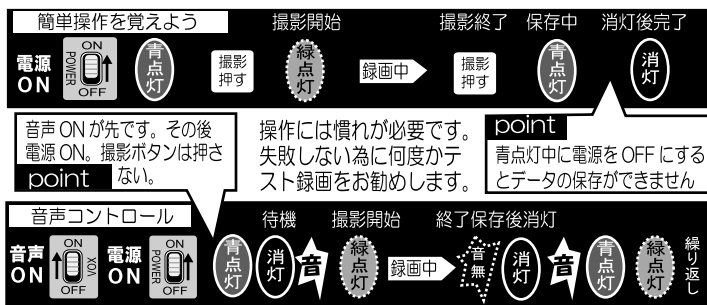 簡単操作を覚えよう 撮影開始 撮影終了 保存中 消灯後完了
電源ON POWER ON OFF 青点灯 撮影押す 緑点灯 録画中 撮影押す 青点灯 消灯
音声ONが先です。その後
電源ON。撮影ボタンは押さ
point ない。
操作には慣れが必要です。
失敗しない為に何度かテ
スト録画をお勧めします。
point
青点灯中に電源をOFFにする
とデータの保存ができません
音声コントロール 待機 撮影開始 終了保存後消灯
音声ON ON VOX OFF 電源ON POWER ON OFF 青点灯 消灯 音 緑点灯 録画中 音無 消灯 音 青点灯 緑点灯 繰り返し